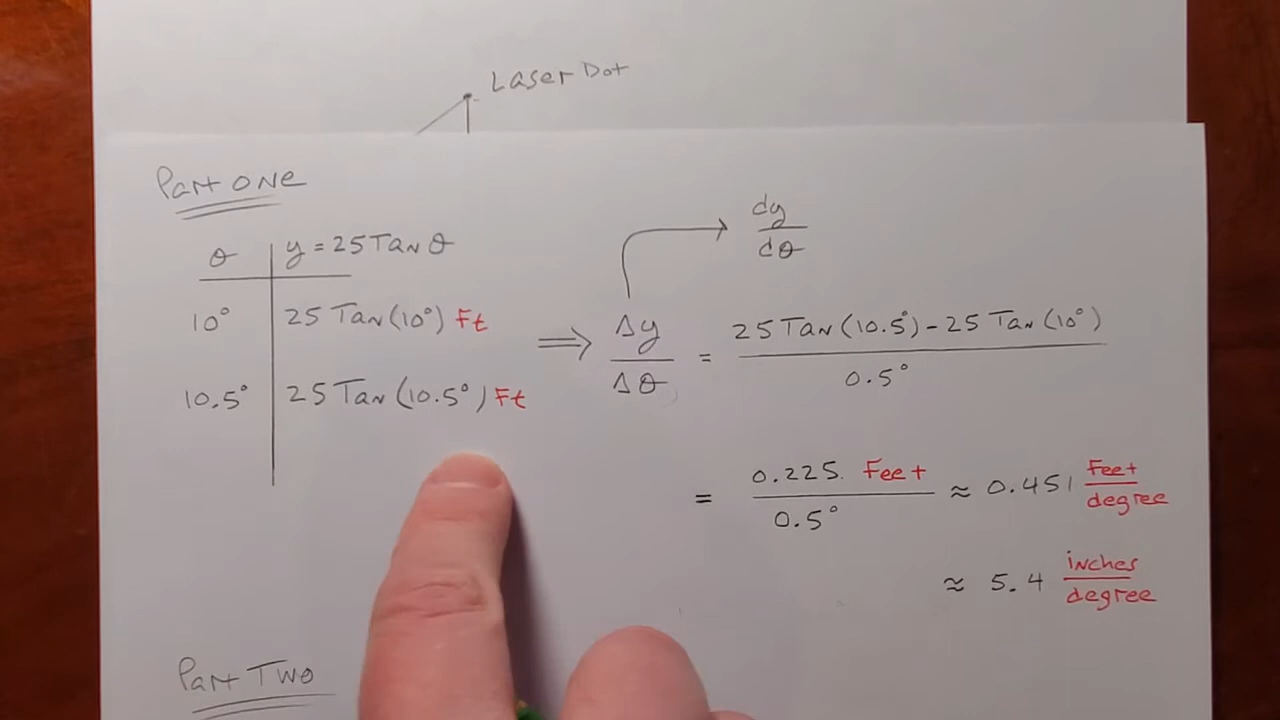 Laser Dot
Part One
θ y = 25 Tan θ
10° 25 Tan (10°) Ft
10.5° 25 Tan (10.5°) Ft
dy
dθ
⇒ Δy/Δθ = 25 Tan (10.5°) - 25 Tan (10°) / 0.5°
= 0.225 Feet / 0.5° ≈ 0.451 Feet/degree
≈ 5.4 inches/degree
Part Two